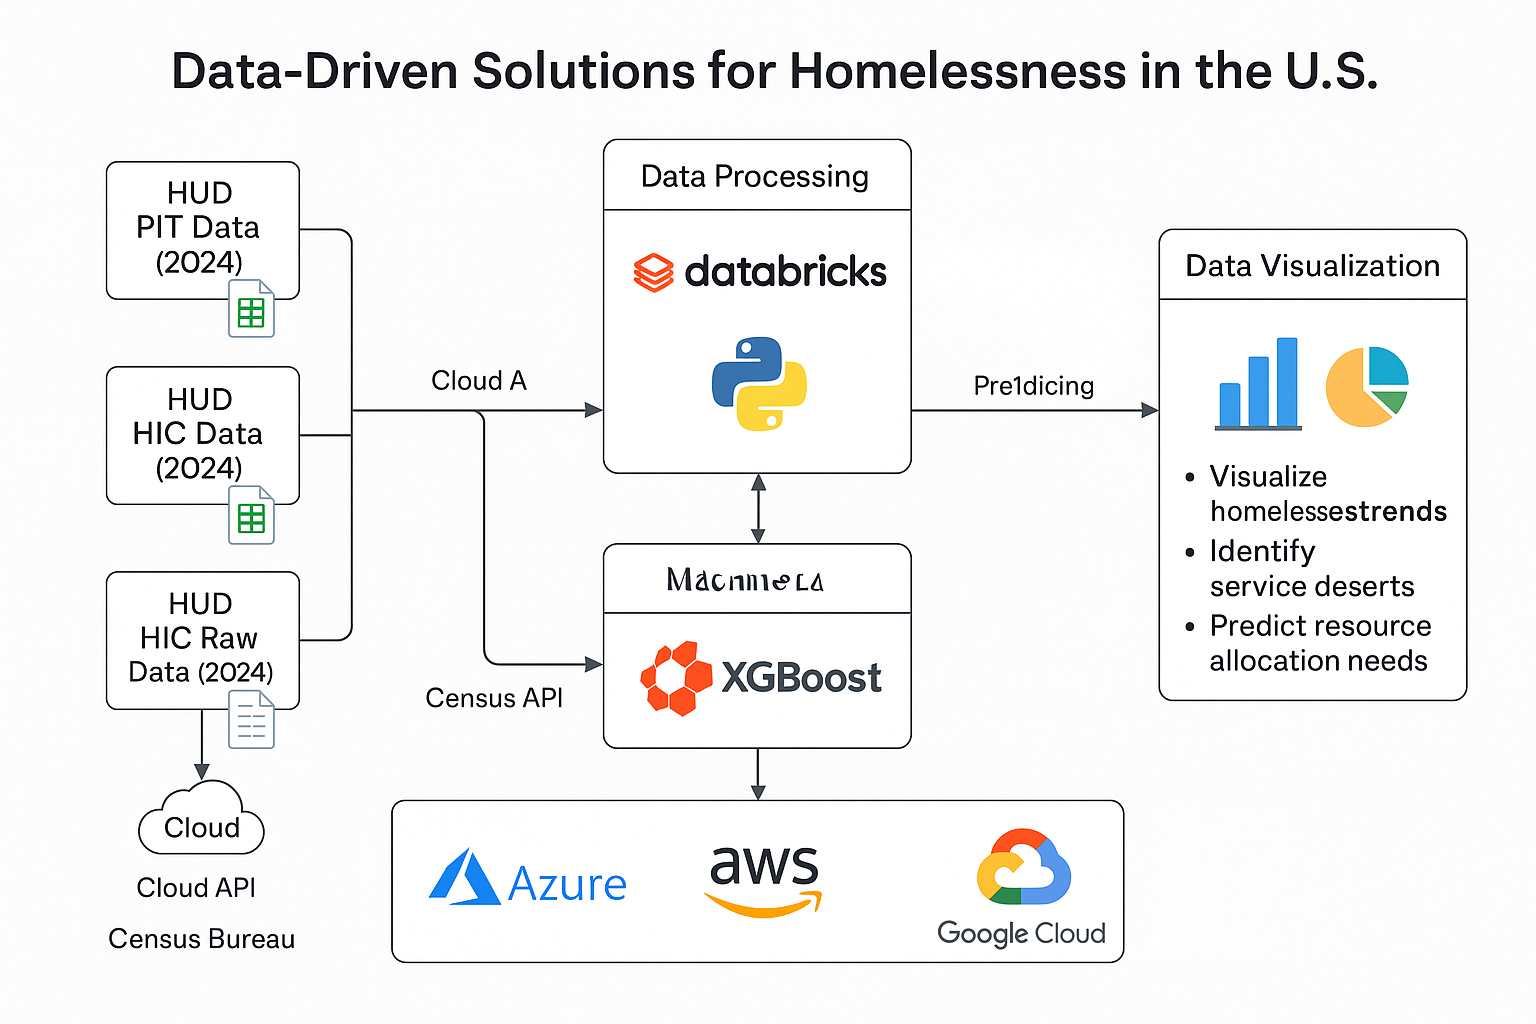 Data-Driven Solutions for Homelessness in the U.S.
HUD
PIT Data
(2024)
HUD
HIC Data
(2024)
HUD
HIC Raw
Data (2024)
Cloud
Cloud API
Census Bureau
Cloud A
Census API
Data Processing
databricks
XGBoost
Azure
aws
Google Cloud
Pre1dicing
Data Visualization
• Visualize
homelessestrends
• Identify
service deserts
• Predict resource
allocation needs